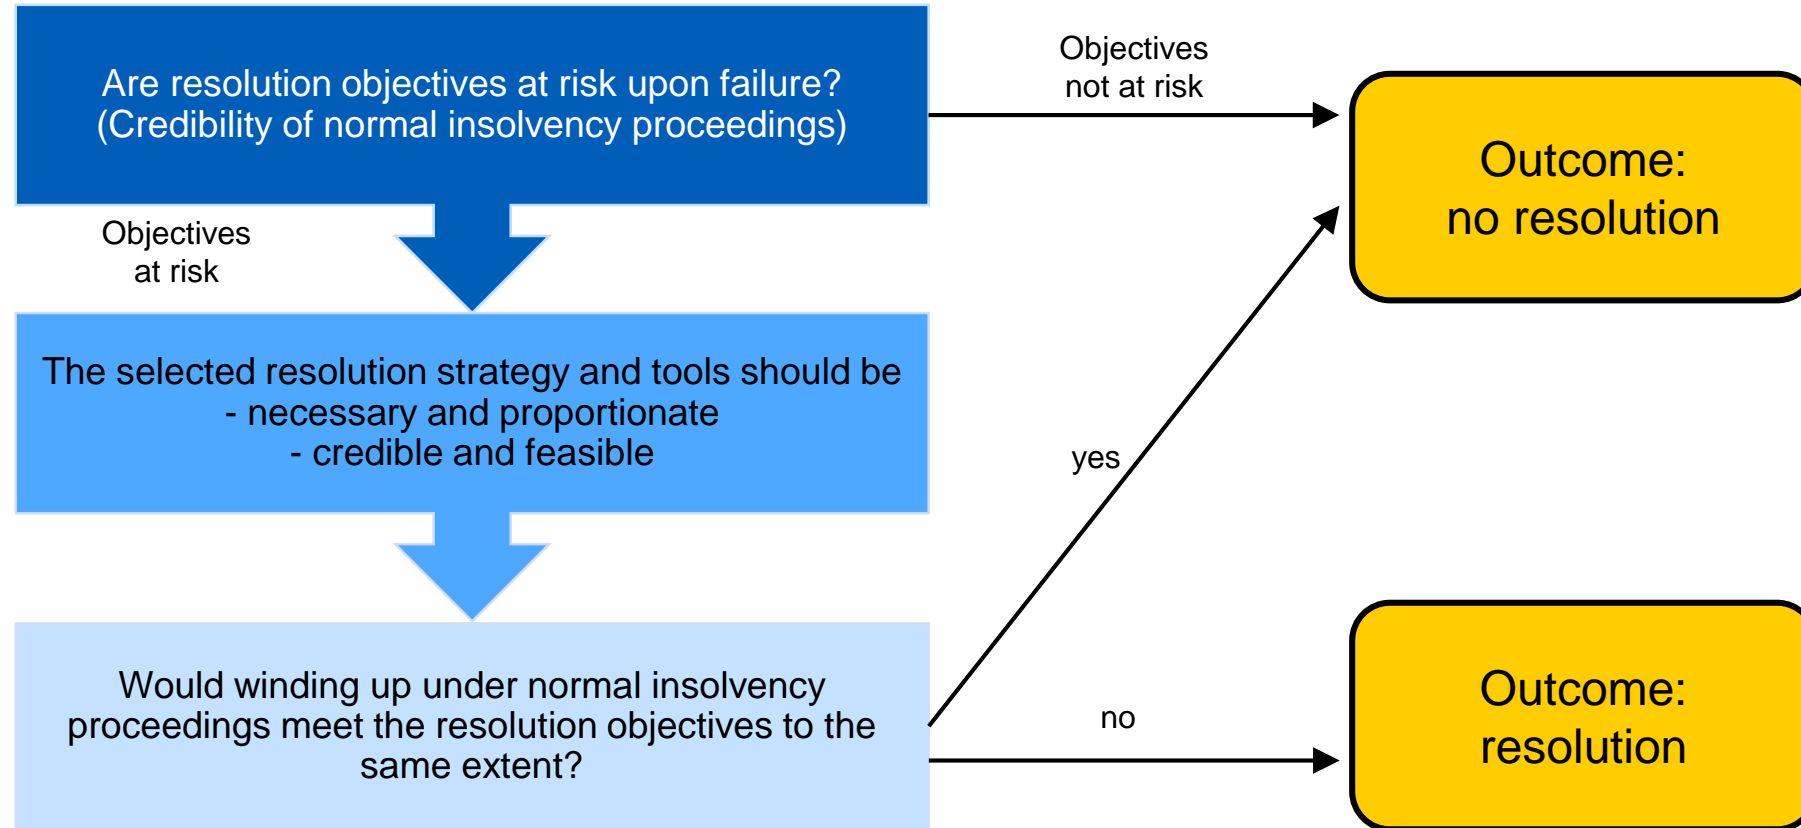 Are resolution objectives at risk upon failure?
(Credibility of normal insolvency proceedings)
Objectives
not at risk
Outcome:
no resolution
Objectives
at risk
The selected resolution strategy and tools should be
- necessary and proportionate
- credible and feasible
yes
Would winding up under normal insolvency
proceedings meet the resolution objectives to the
same extent?
no
Outcome:
resolution